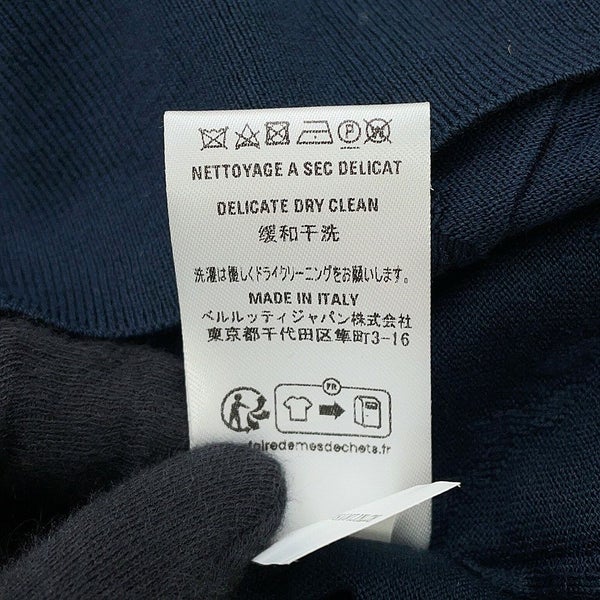 P W
NETTOYAGE A SEC DELICAT
DELICATE DRY CLEAN
缓和干洗
洗濯は優しくドライクリーニングをお願いします。
MADE IN ITALY
ベルルッティジャパン株式会社
東京都千代田区隼町3-16
FR
fairedemesdechets.fr